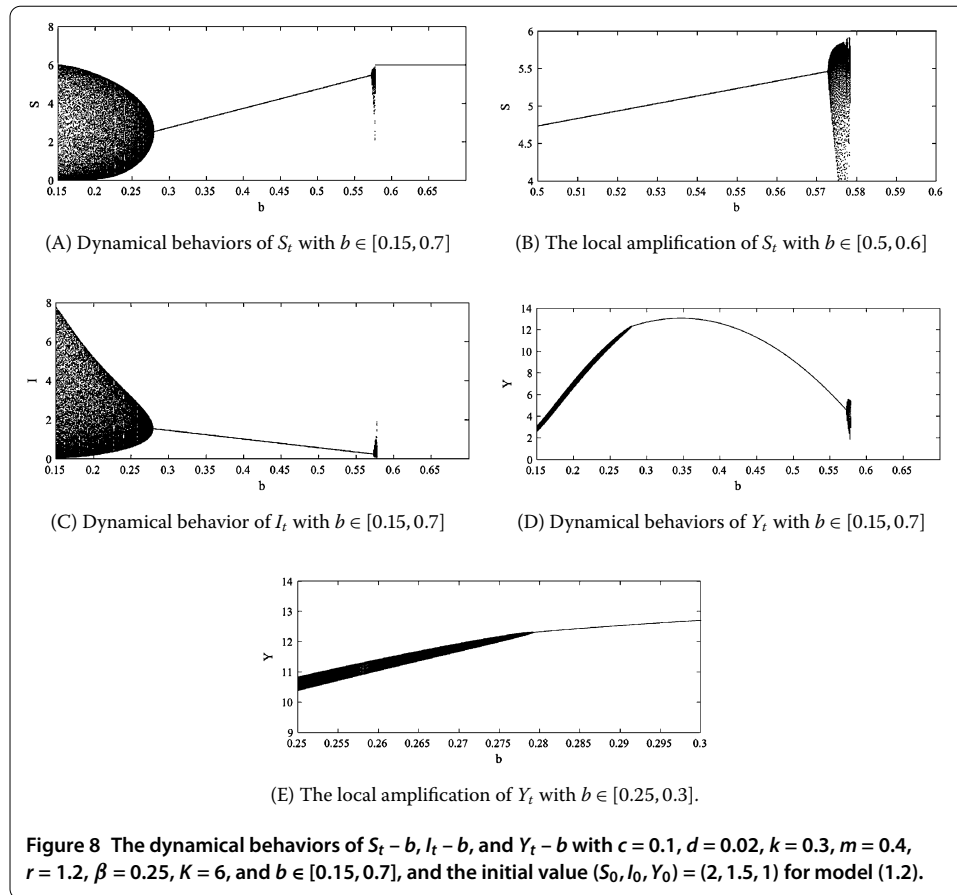 8
6
4
2
0
S
0.15 0.2 0.25 0.3 0.35 0.4 0.45 0.5 0.55 0.6 0.65
b
(A) Dynamical behaviors of Sₜ with b ∈ [0.15, 0.7]
6
5.5
5
4.5
4
S
0.5 0.51 0.52 0.53 0.54 0.55 0.56 0.57 0.58 0.59 0.6
b
(B) The local amplification of Sₜ with b ∈ [0.5, 0.6]
8
6
4
2
0
I
0.15 0.2 0.25 0.3 0.35 0.4 0.45 0.5 0.55 0.6 0.65
b
(C) Dynamical behavior of Iₜ with b ∈ [0.15, 0.7]
14
12
10
8
6
4
2
0
Y
0.15 0.2 0.25 0.3 0.35 0.4 0.45 0.5 0.55 0.6 0.65
b
(D) Dynamical behaviors of Yₜ with b ∈ [0.15, 0.7]
14
13
12
11
10
9
Y
0.25 0.255 0.26 0.265 0.27 0.275 0.28 0.285 0.29 0.295 0.3
b
(E) The local amplification of Yₜ with b ∈ [0.25, 0.3].
Figure 8 The dynamical behaviors of Sₜ – b, Iₜ – b, and Yₜ – b with c = 0.1, d = 0.02, k = 0.3, m = 0.4,
r = 1.2, β = 0.25, K = 6, and b ∈ [0.15, 0.7], and the initial value (S₀, I₀, Y₀) = (2, 1.5, 1) for model (1.2).